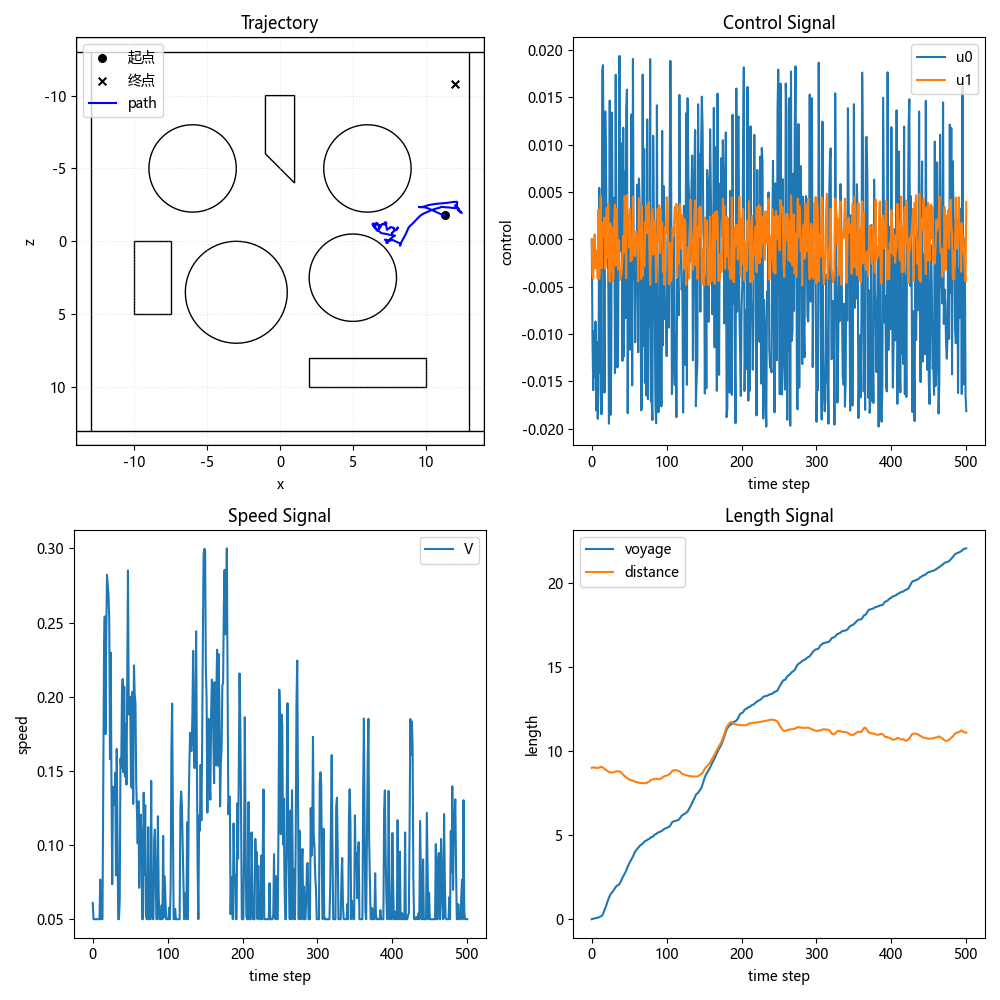 Trajectory
起点
终点
path
-10
-5
0
5
10
z
-10
-5
0
5
10
x
Control Signal
u0
u1
0.020
0.015
0.010
0.005
0.000
-0.005
-0.010
-0.015
-0.020
control
0
100
200
300
400
500
time step
Speed Signal
V
0.30
0.25
0.20
0.15
0.10
0.05
speed
0
100
200
300
400
500
time step
Length Signal
voyage
distance
20
15
10
5
0
length
0
100
200
300
400
500
time step